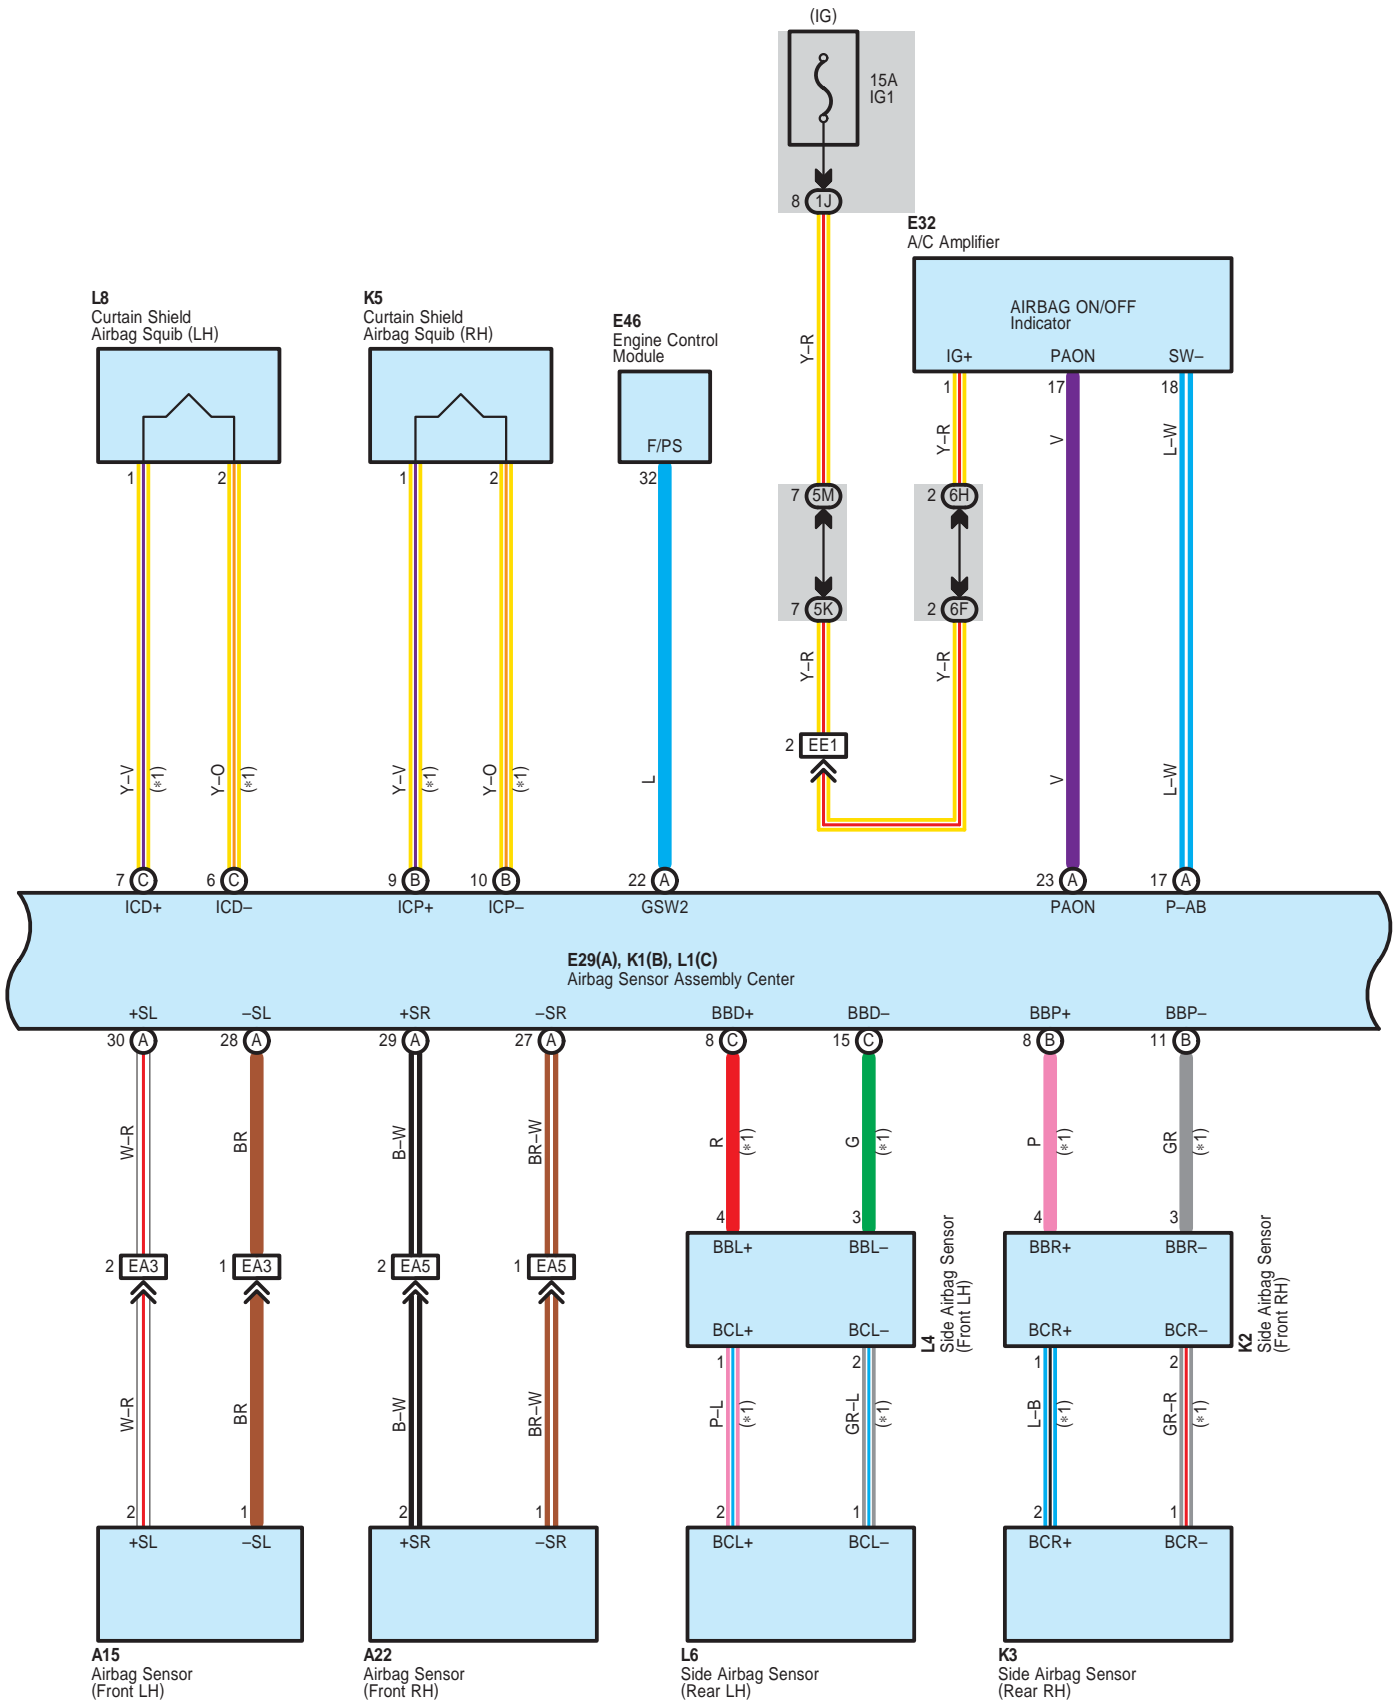 (IG)
15A
IG1
8 1J
E32
A/C Amplifier
AIRBAG ON/OFF
Indicator
IG+ PAON SW–
1 17 18
L8
Curtain Shield
Airbag Squib (LH)
K5
Curtain Shield
Airbag Squib (RH)
E46
Engine Control
Module
F/PS
1 2 1 2 32
Y–R
Y–R V L–W
7 5M 2 6H
7 5K 2 6F
Y–R Y–R
2 EE1
Y–V (*1) Y–O (*1) Y–V (*1) Y–O (*1) L V L–W
7 C 6 C 9 B 10 B 22 A 23 A 17 A
ICD+ ICD– ICP+ ICP– GSW2 PAON P–AB
E29(A), K1(B), L1(C)
Airbag Sensor Assembly Center
+SL –SL +SR –SR BBD+ BBD– BBP+ BBP–
30 A 28 A 29 A 27 A 8 C 15 C 8 B 11 B
W–R BR B–W BR–W R (*1) G (*1) P (*1) GR (*1)
4 3 4 3
2 EA3 1 EA3 2 EA5 1 EA5
BBL+ BBL– BBR+ BBR–
BCL+ BCL– BCR+ BCR–
L4
Side Airbag Sensor
(Front LH)
K2
Side Airbag Sensor
(Front RH)
1 2 1 2
W–R BR B–W BR–W P–L (*1) GR–L (*1) L–B (*1) GR–R (*1)
2 1 2 1 2 1 2 1
+SL –SL +SR –SR BCL+ BCL– BCR+ BCR–
A15
Airbag Sensor
(Front LH)
A22
Airbag Sensor
(Front RH)
L6
Side Airbag Sensor
(Rear LH)
K3
Side Airbag Sensor
(Rear RH)